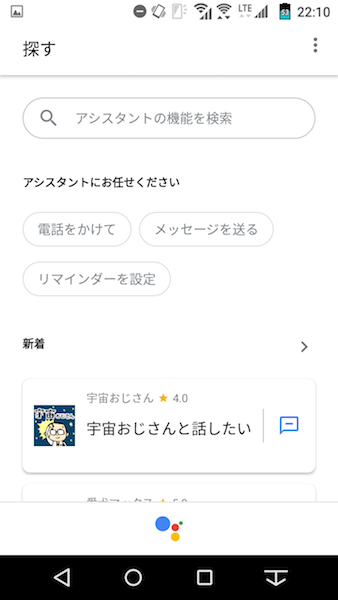 LTE 53 22:10
探す
アシスタントの機能を検索
アシスタントにお任せください
電話をかけて メッセージを送る
リマインダーを設定
新着
宇宙おじさん ★ 4.0
宇宙おじさんと話したい